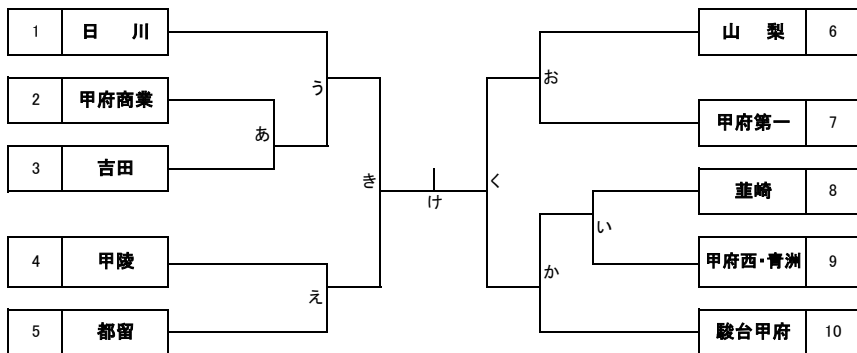 1 日 川
2 甲府商業
3 吉田
4 甲陵
5 都留
あ
う
え
き
け
く
お
い
か
山 梨 6
甲府第一 7
韮崎 8
甲府西・青洲 9
駿台甲府 10